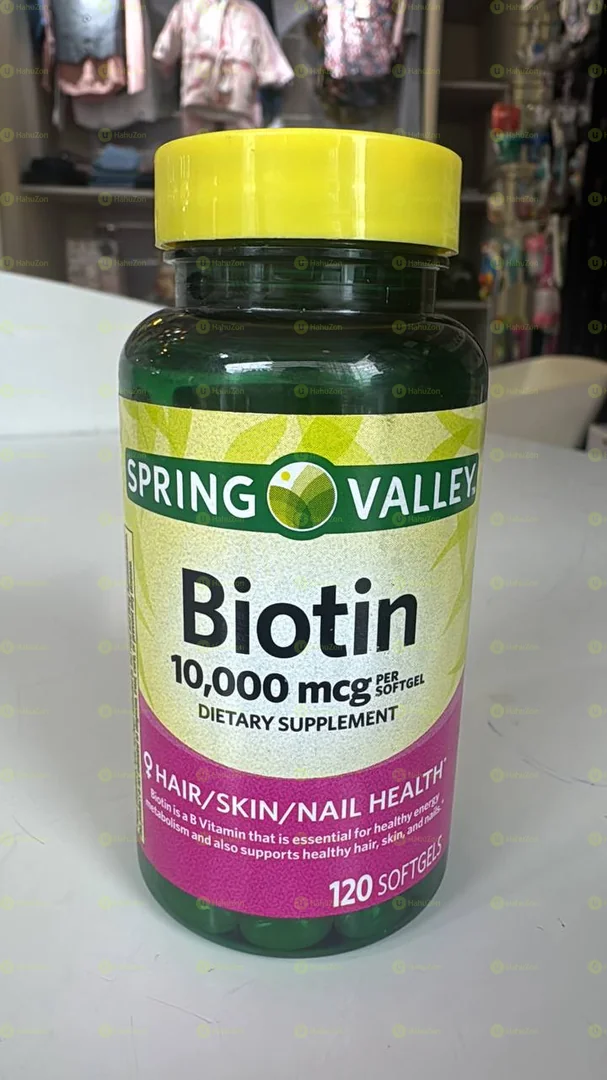 SPRING VALLEY
Biotin
10,000 mcg PER SOFTGEL
DIETARY SUPPLEMENT
HAIR/SKIN/NAIL HEALTH*
Biotin is a B Vitamin that is essential for healthy energy
metabolism and also supports healthy hair, skin, and nails.*
120 SOFTGELS
HahuZon